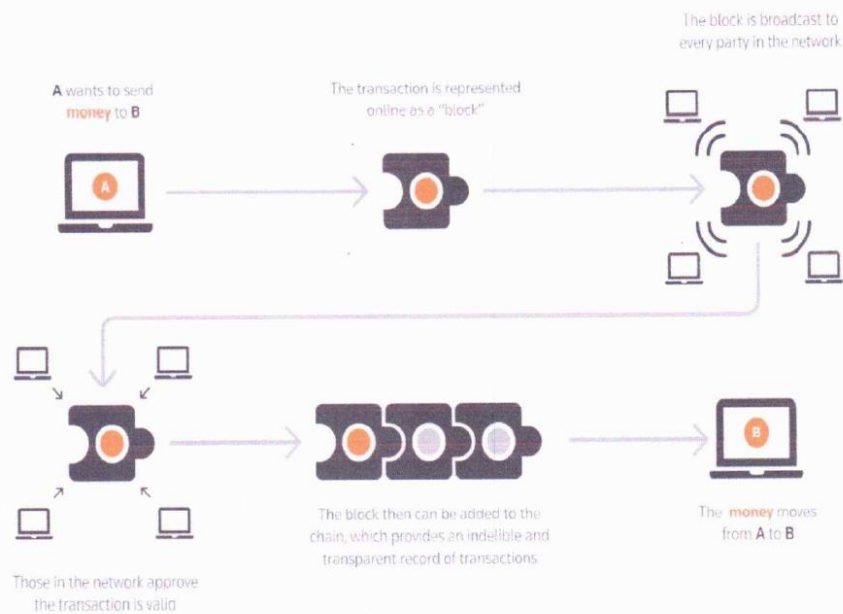 A wants to send
money to B
The transaction is represented
online as a "block"
The block is broadcast to
every party in the network
A
Those in the network approve
the transaction is valid
The block then can be added to the
chain, which provides an indelible and
transparent record of transactions
B
The money moves
from A to B